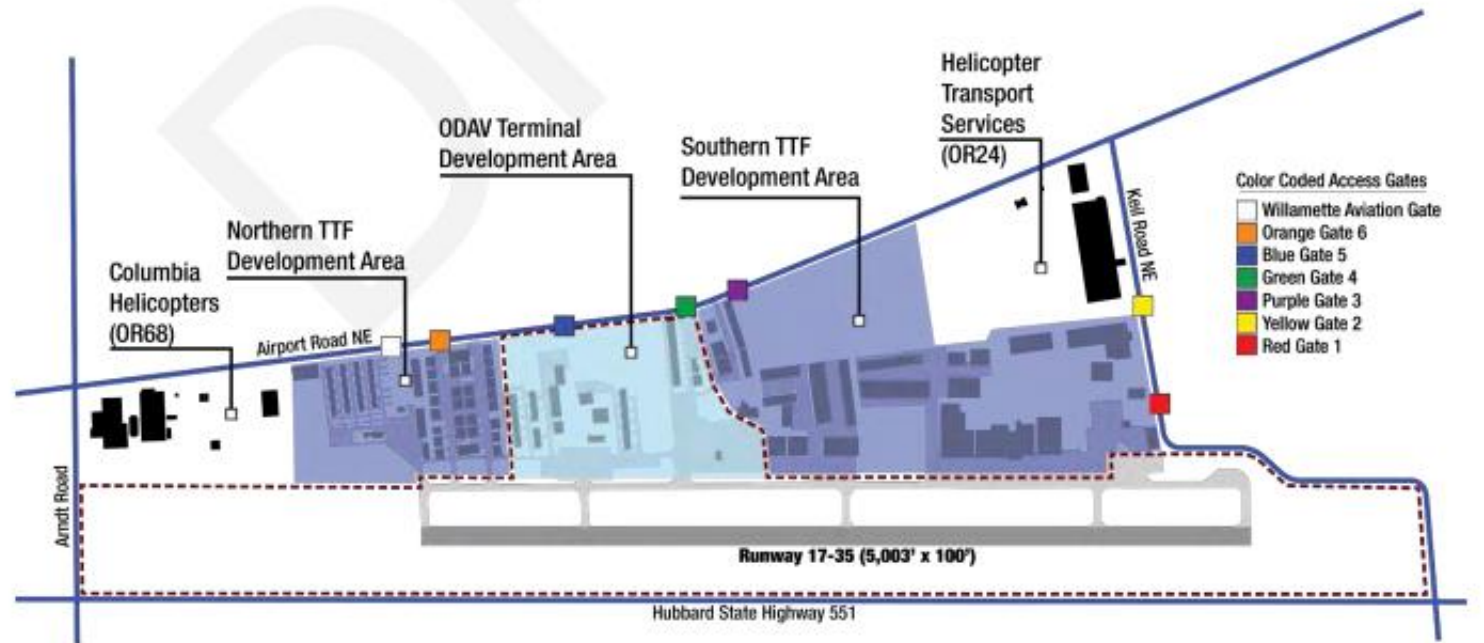 Helicopter
Transport
Services
(OR24)
ODAV Terminal
Development Area
Southern TTF
Development Area
Northern TTF
Development Area
Columbia
Helicopters
(OR68)
Airport Road NE
Keil Road NE
Arndt Road
Color Coded Access Gates
Willamette Aviation Gate
Orange Gate 6
Blue Gate 5
Green Gate 4
Purple Gate 3
Yellow Gate 2
Red Gate 1
Runway 17-35 (5,003' x 100')
Hubbard State Highway 551